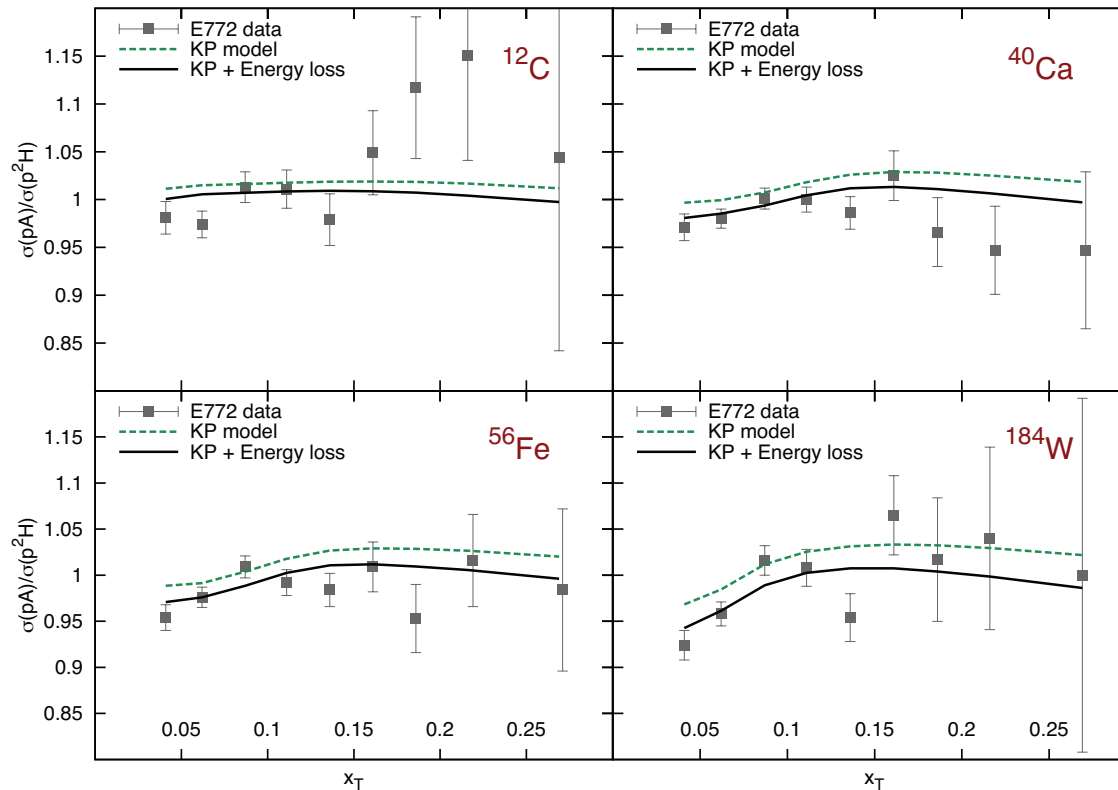 E772 data
KP model
KP + Energy loss
¹²C
E772 data
KP model
KP + Energy loss
⁴⁰Ca
1.15
1.1
1.05
1
0.95
0.9
0.85
σ(pA)/σ(p²H)
E772 data
KP model
KP + Energy loss
⁵⁶Fe
E772 data
KP model
KP + Energy loss
¹⁸⁴W
1.15
1.1
1.05
1
0.95
0.9
0.85
σ(pA)/σ(p²H)
0.05 0.1 0.15 0.2 0.25
0.05 0.1 0.15 0.2 0.25
x_T
x_T